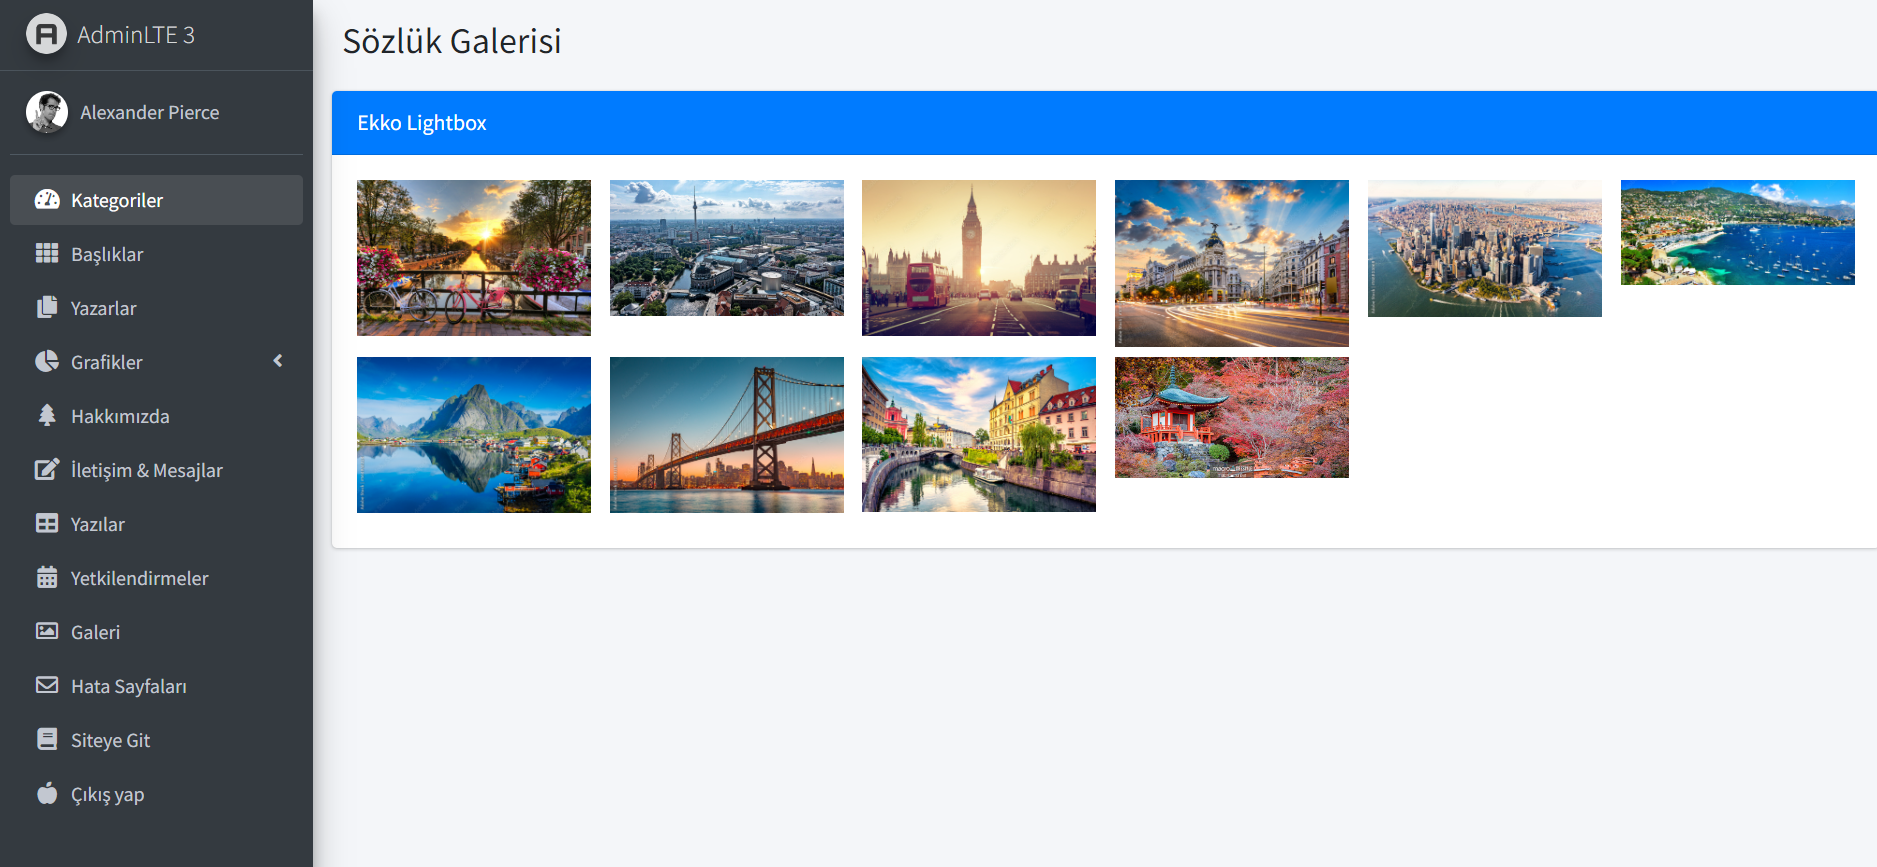 AdminLTE 3
Alexander Pierce
Kategoriler
Başlıklar
Yazarlar
Grafikler
Hakkımızda
İletişim & Mesajlar
Yazılar
Yetkilendirmeler
Galeri
Hata Sayfaları
Siteye Git
Çıkış yap
Sözlük Galerisi
Ekko Lightbox